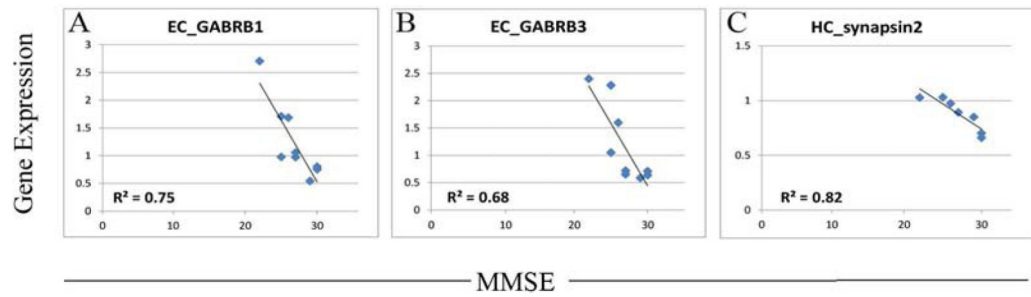 A EC_GABRB1
B EC_GABRB3
C HC_synapsin2
Gene Expression
3
2.5
2
1.5
1
0.5
0
R² = 0.75
0 10 20 30
3
2.5
2
1.5
1
0.5
0
R² = 0.68
0 10 20 30
1.5
1
0.5
0
R² = 0.82
0 10 20 30
MMSE